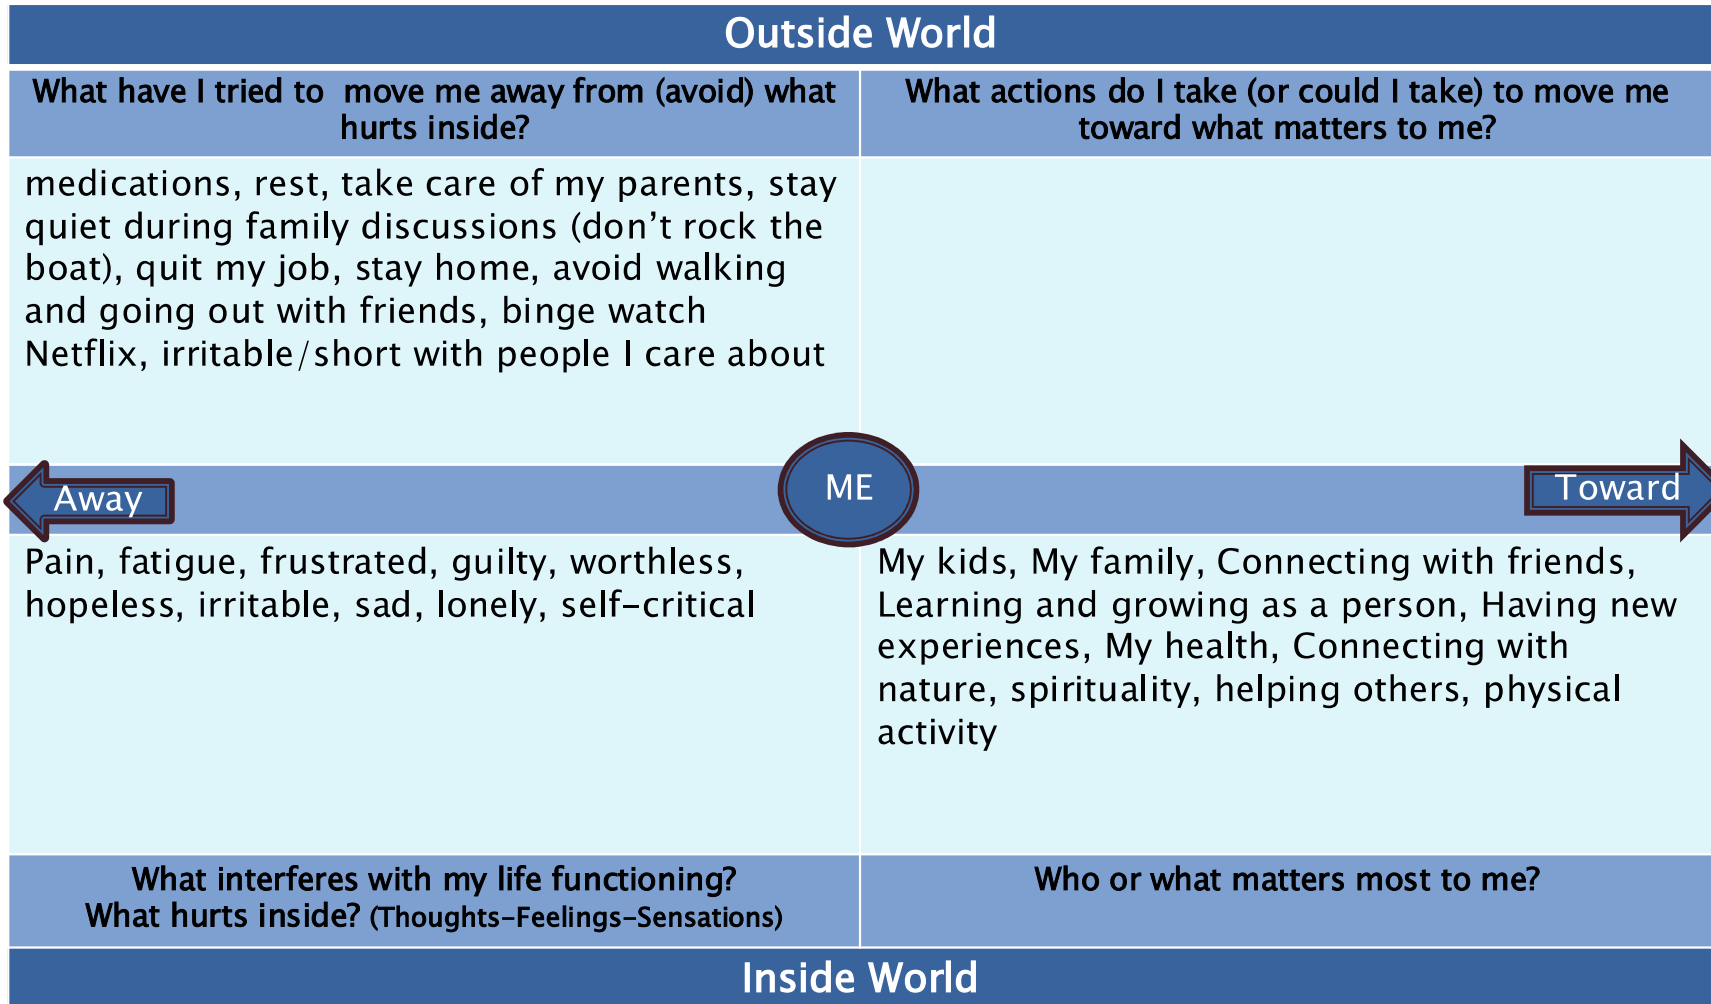 Outside World
What have I tried to  move me away from (avoid) what
hurts inside?
What actions do I take (or could I take) to move me
toward what matters to me?
medications, rest, take care of my parents, stay
quiet during family discussions (don’t rock the
boat), quit my job, stay home, avoid walking
and going out with friends, binge watch
Netflix, irritable/short with people I care about
Away
ME
Toward
Pain, fatigue, frustrated, guilty, worthless,
hopeless, irritable, sad, lonely, self-critical
My kids, My family, Connecting with friends,
Learning and growing as a person, Having new
experiences, My health, Connecting with
nature, spirituality, helping others, physical
activity
What interferes with my life functioning?
What hurts inside? (Thoughts-Feelings-Sensations)
Who or what matters most to me?
Inside World